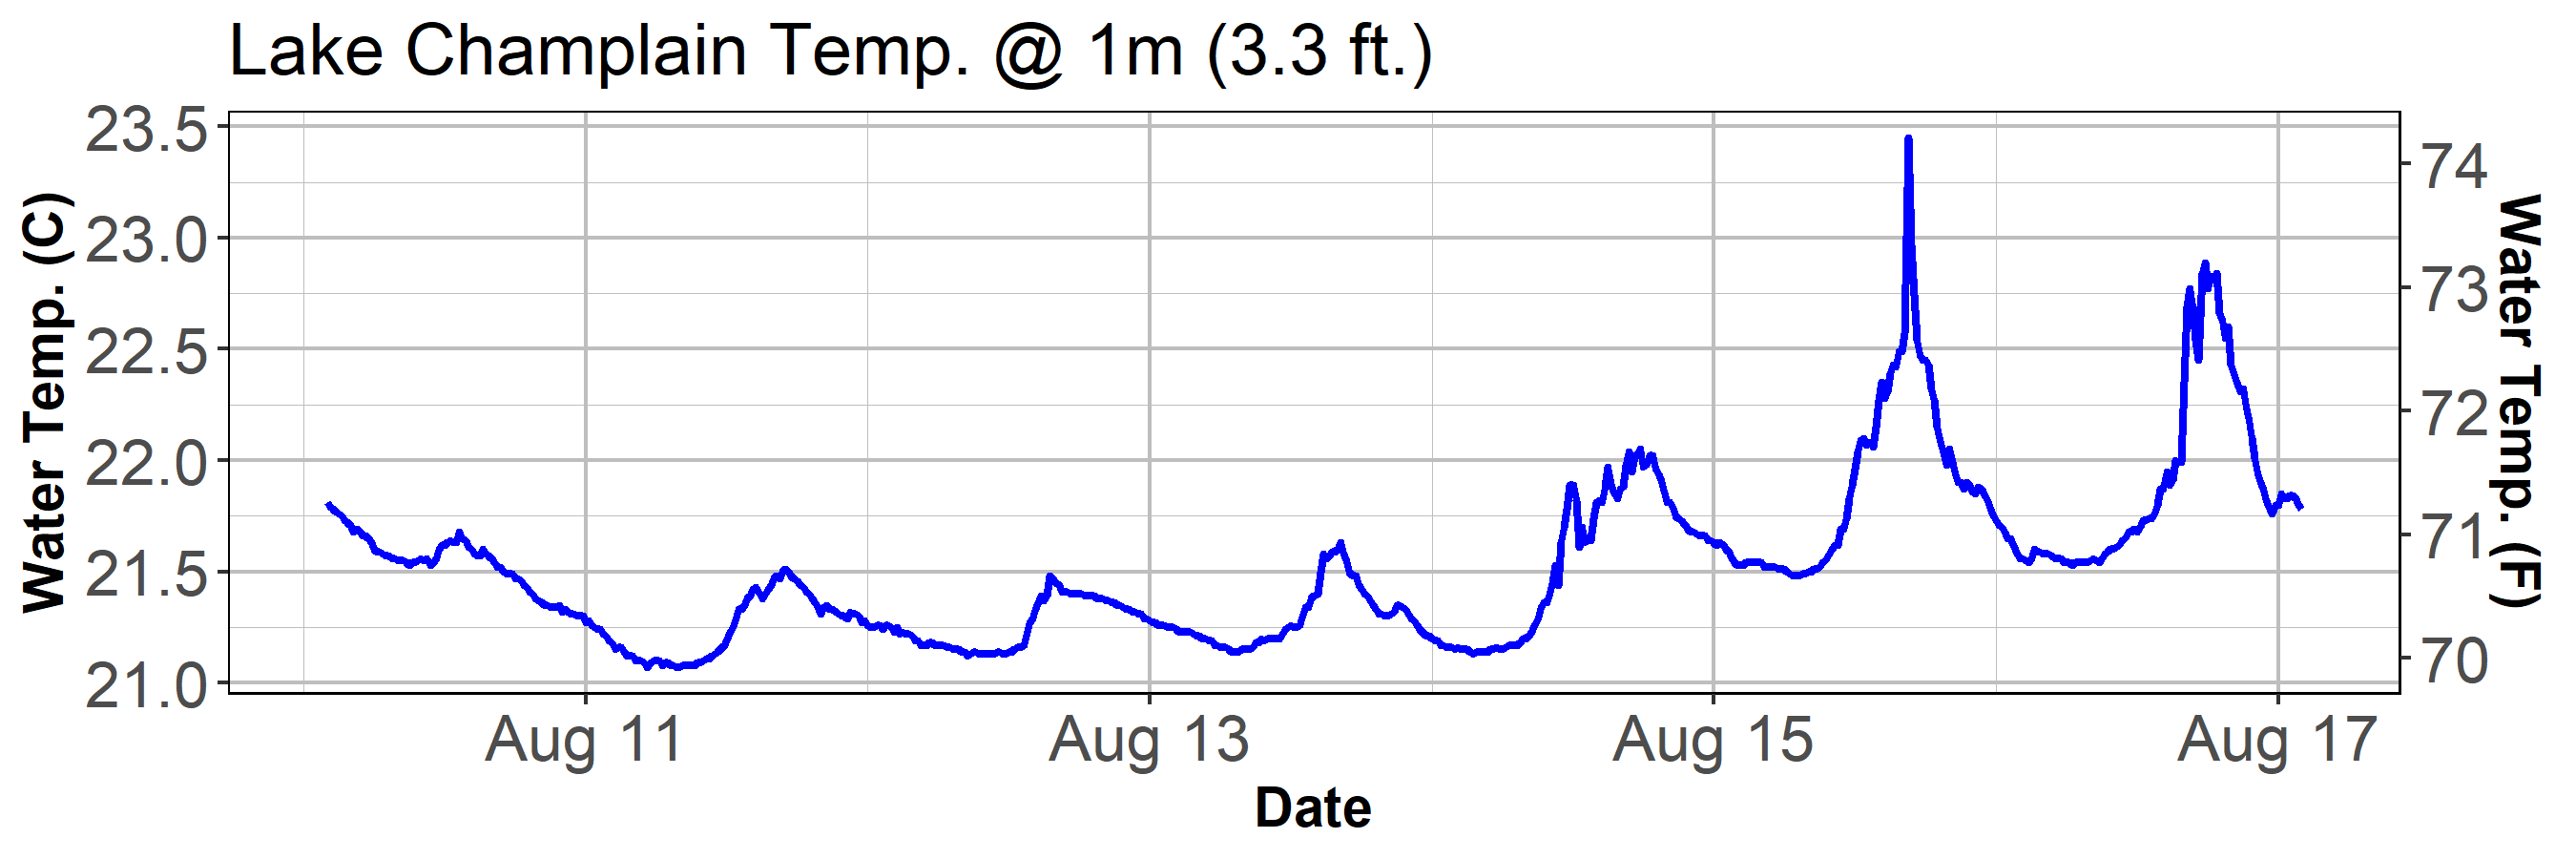 Lake Champlain Temp. @ 1m (3.3 ft.)
Water Temp. (C)
23.5
23.0
22.5
22.0
21.5
21.0
74
73
72
71
70
Water Temp. (F)
Aug 11 Aug 13 Aug 15 Aug 17
Date